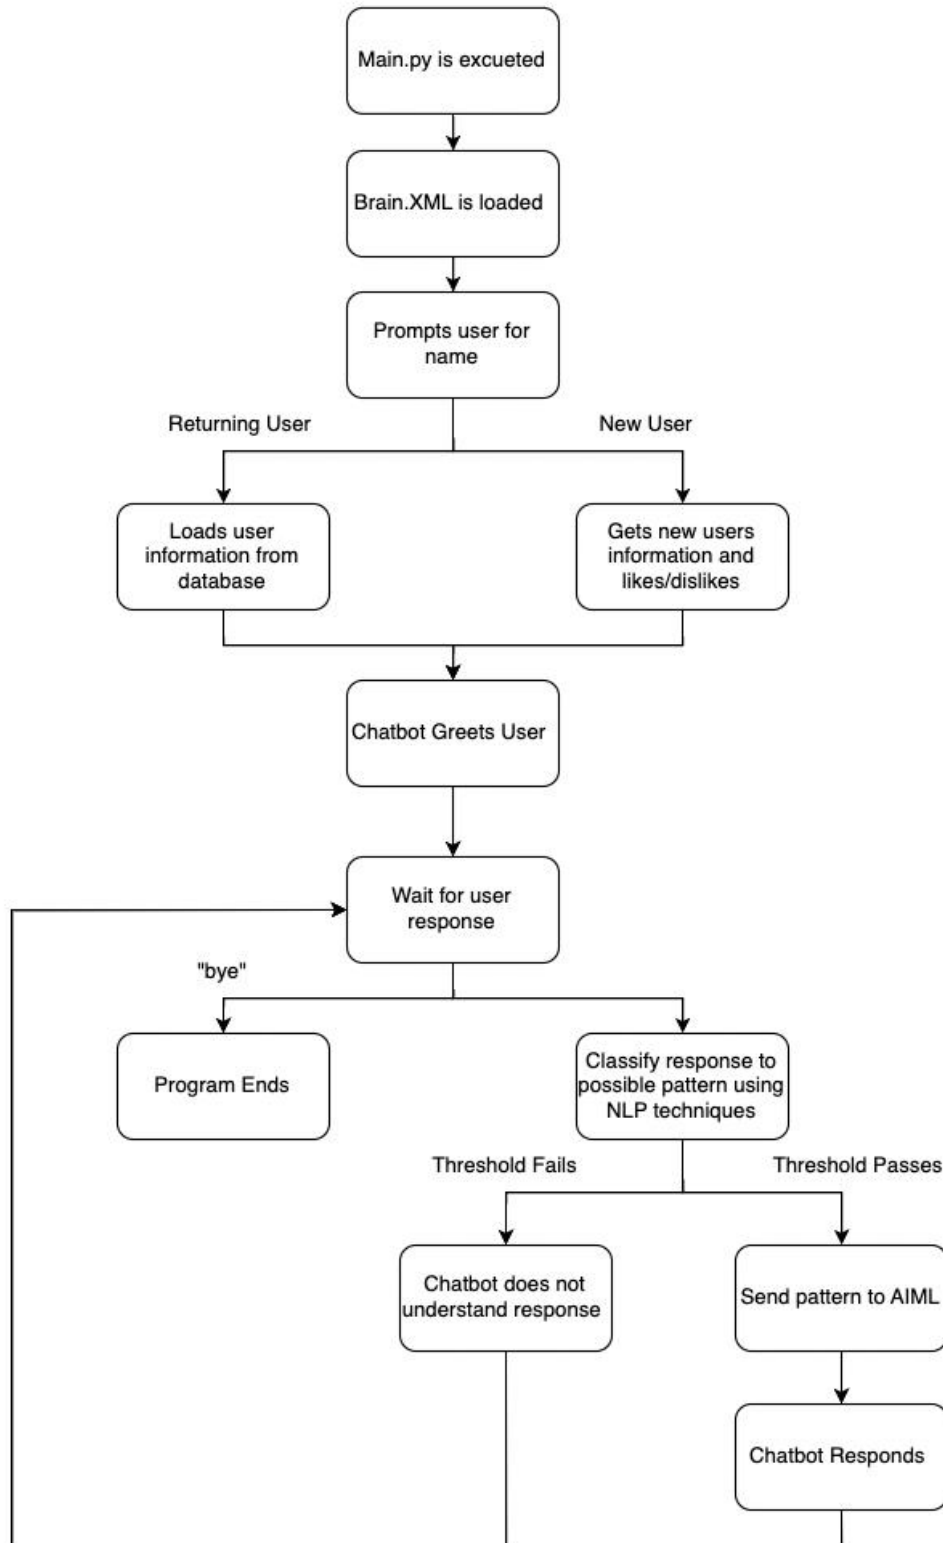 Main.py is excueted
Brain.XML is loaded
Prompts user for
name
Returning User
New User
Loads user
information from
database
Gets new users
information and
likes/dislikes
Chatbot Greets User
Wait for user
response
"bye"
Program Ends
Classify response to
possible pattern using
NLP techniques
Threshold Fails
Threshold Passes
Chatbot does not
understand response
Send pattern to AIML
Chatbot Responds